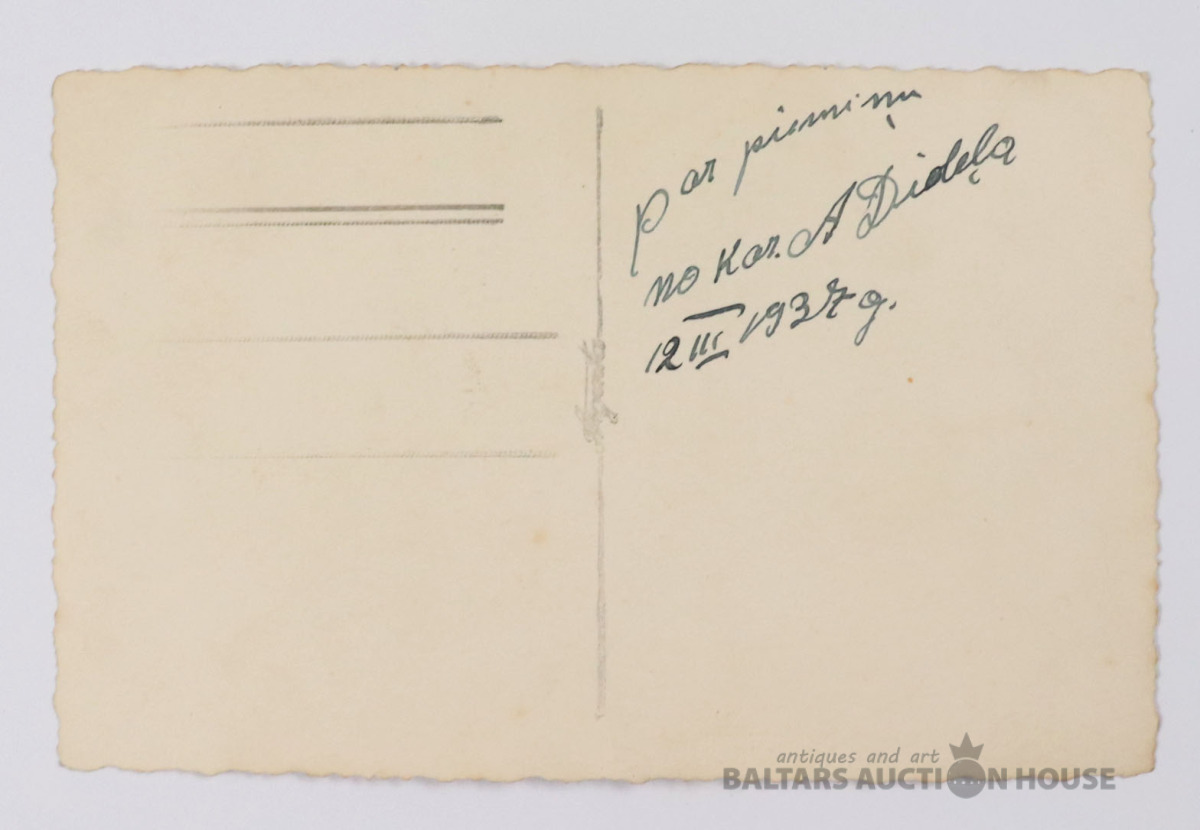 Par piemiņu
no Kar. A Dideļa
12 III 1937 g.
antiques and art
BALTARS AUCTION HOUSE